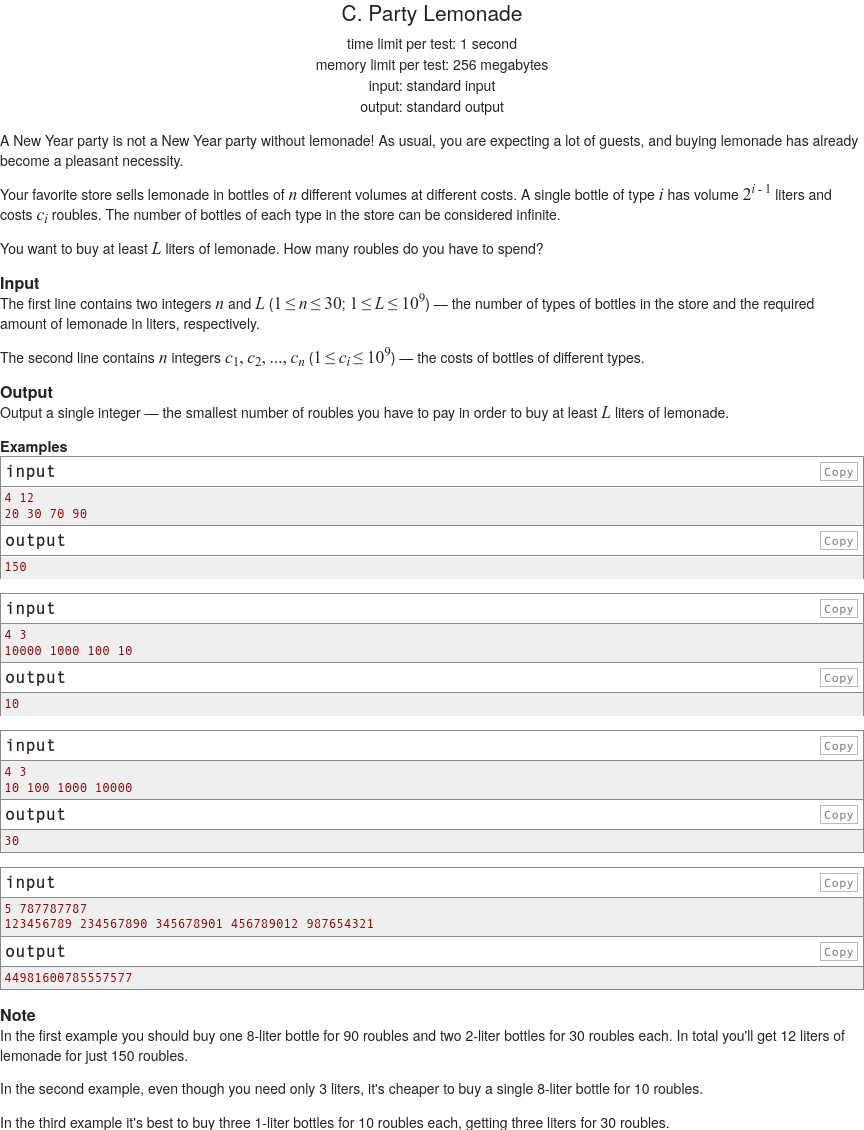 C. Party Lemonade
time limit per test: 1 second
memory limit per test: 256 megabytes
input: standard input
output: standard output
A New Year party is not a New Year party without lemonade! As usual, you are expecting a lot of guests, and buying lemonade has already
become a pleasant necessity.
Your favorite store sells lemonade in bottles of n different volumes at different costs. A single bottle of type i has volume 2^{i - 1} liters and
costs c_i roubles. The number of bottles of each type in the store can be considered infinite.
You want to buy at least L liters of lemonade. How many roubles do you have to spend?
Input
The first line contains two integers n and L (1 ≤ n ≤ 30; 1 ≤ L ≤ 10^9) — the number of types of bottles in the store and the required
amount of lemonade in liters, respectively.
The second line contains n integers c_1, c_2, ..., c_n (1 ≤ c_i ≤ 10^9) — the costs of bottles of different types.
Output
Output a single integer — the smallest number of roubles you have to pay in order to buy at least L liters of lemonade.
Examples
input Copy
4 12
20 30 70 90
output Copy
150
input Copy
4 3
10000 1000 100 10
output Copy
10
input Copy
4 3
10 100 1000 10000
output Copy
30
input Copy
5 787787787
123456789 234567890 345678901 456789012 987654321
output Copy
44981600785557577
Note
In the first example you should buy one 8-liter bottle for 90 roubles and two 2-liter bottles for 30 roubles each. In total you'll get 12 liters of
lemonade for just 150 roubles.
In the second example, even though you need only 3 liters, it's cheaper to buy a single 8-liter bottle for 10 roubles.
In the third example it's best to buy three 1-liter bottles for 10 roubles each, getting three liters for 30 roubles.